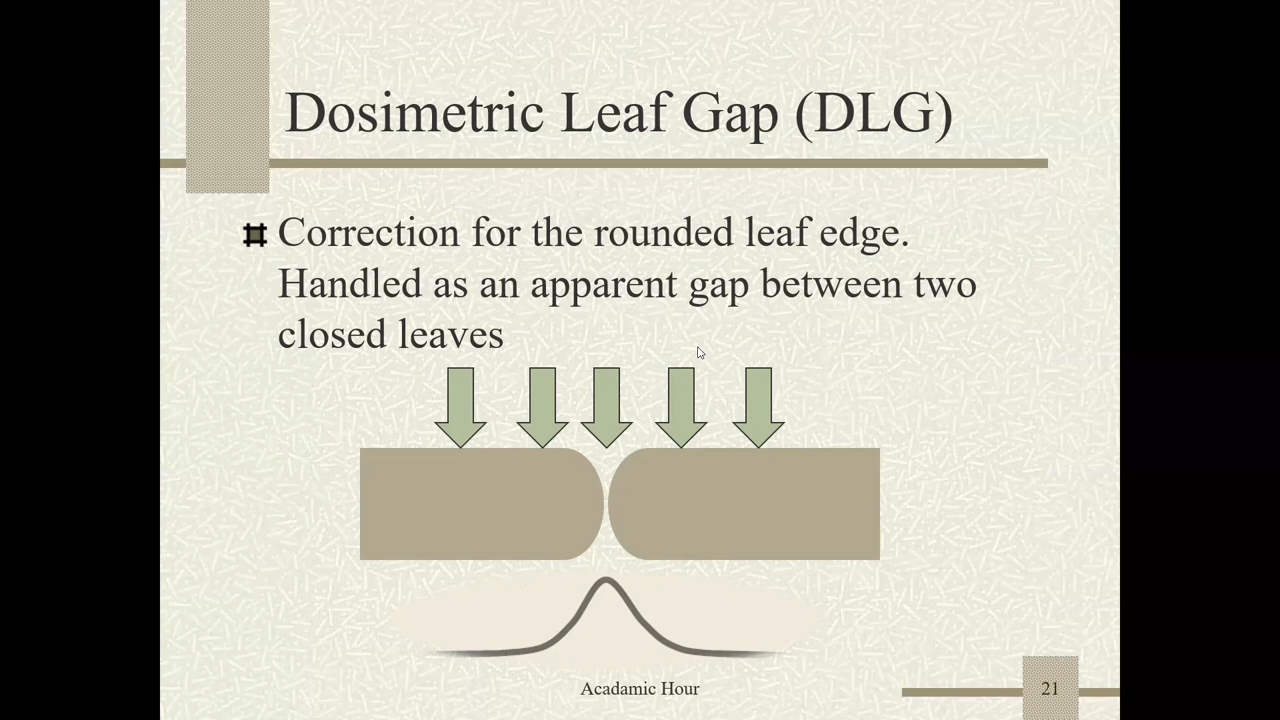 Dosimetric Leaf Gap (DLG)
Correction for the rounded leaf edge.
Handled as an apparent gap between two
closed leaves
Acadamic Hour
21